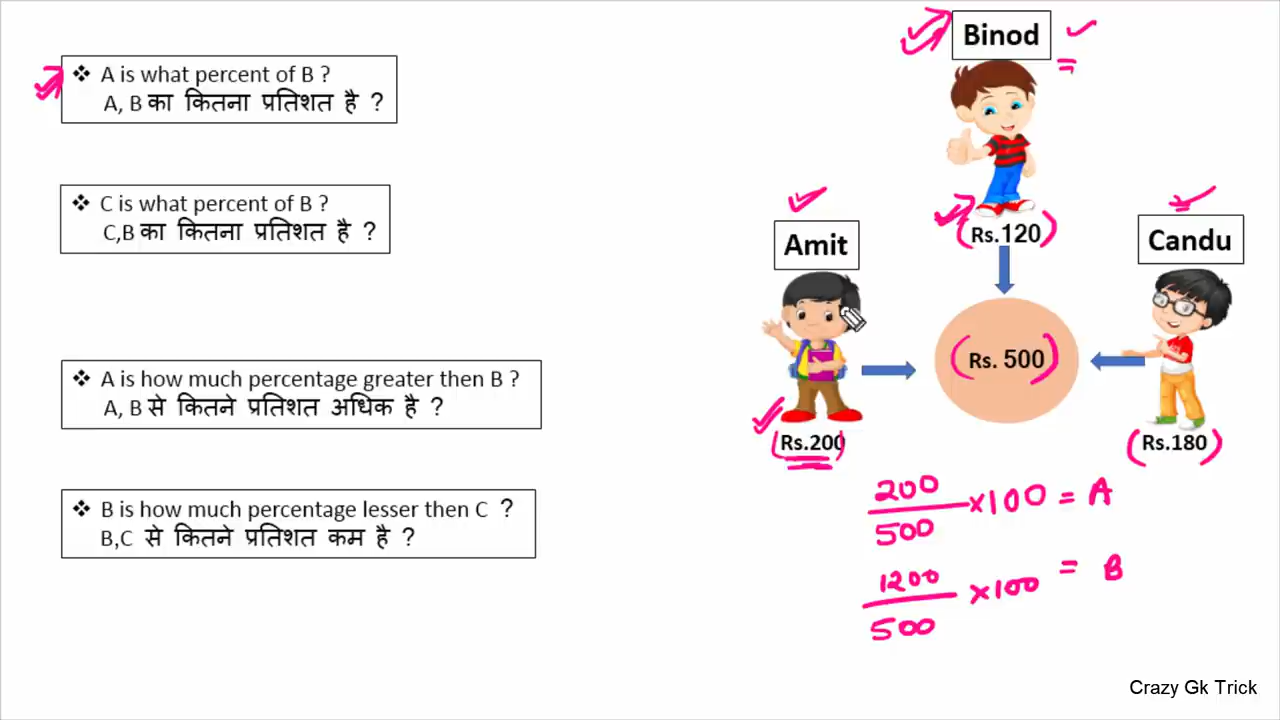 ❖ A is what percent of B ?
A, B का कितना प्रतिशत है ?
❖ C is what percent of B ?
C,B का कितना प्रतिशत है ?
❖ A is how much percentage greater then B ?
A, B से कितने प्रतिशत अधिक है ?
❖ B is how much percentage lesser then C ?
B,C से कितने प्रतिशत कम है ?
Binod
(Rs.120)
Amit
Candu
(Rs. 500)
(Rs.200)
(Rs.180)
200/500 ×100 = A
1200/500 ×100 = B
Crazy Gk Trick